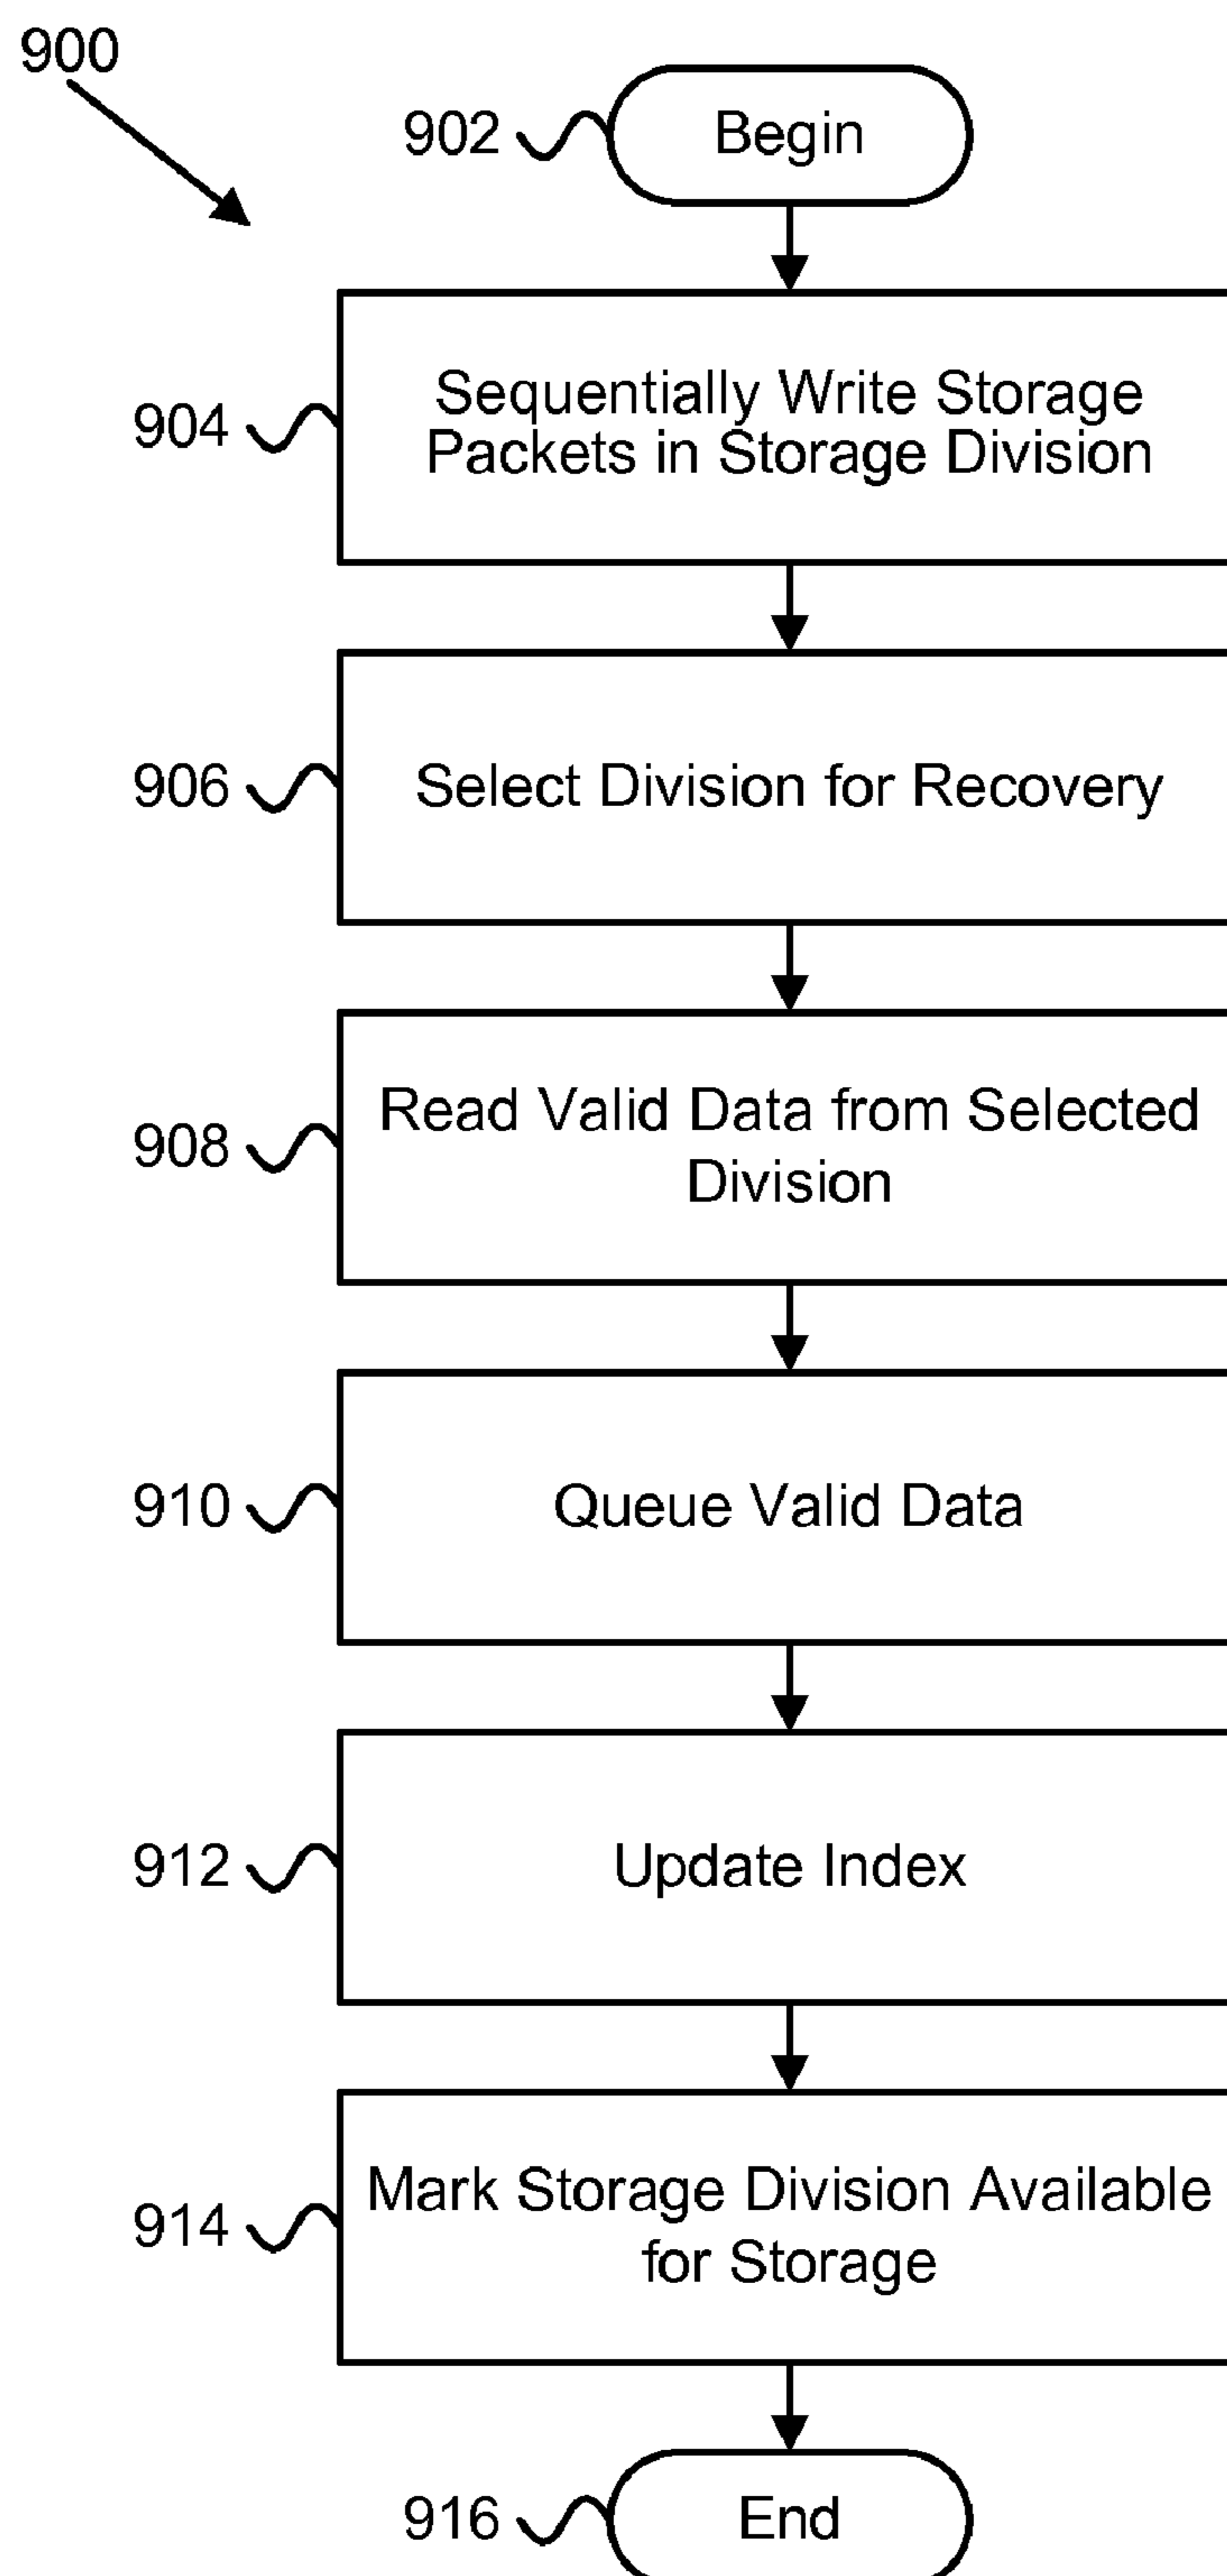 900
902
Begin
904
Sequentially Write Storage
Packets in Storage Division
906
Select Division for Recovery
908
Read Valid Data from Selected
Division
910
Queue Valid Data
912
Update Index
914
Mark Storage Division Available
for Storage
916
End